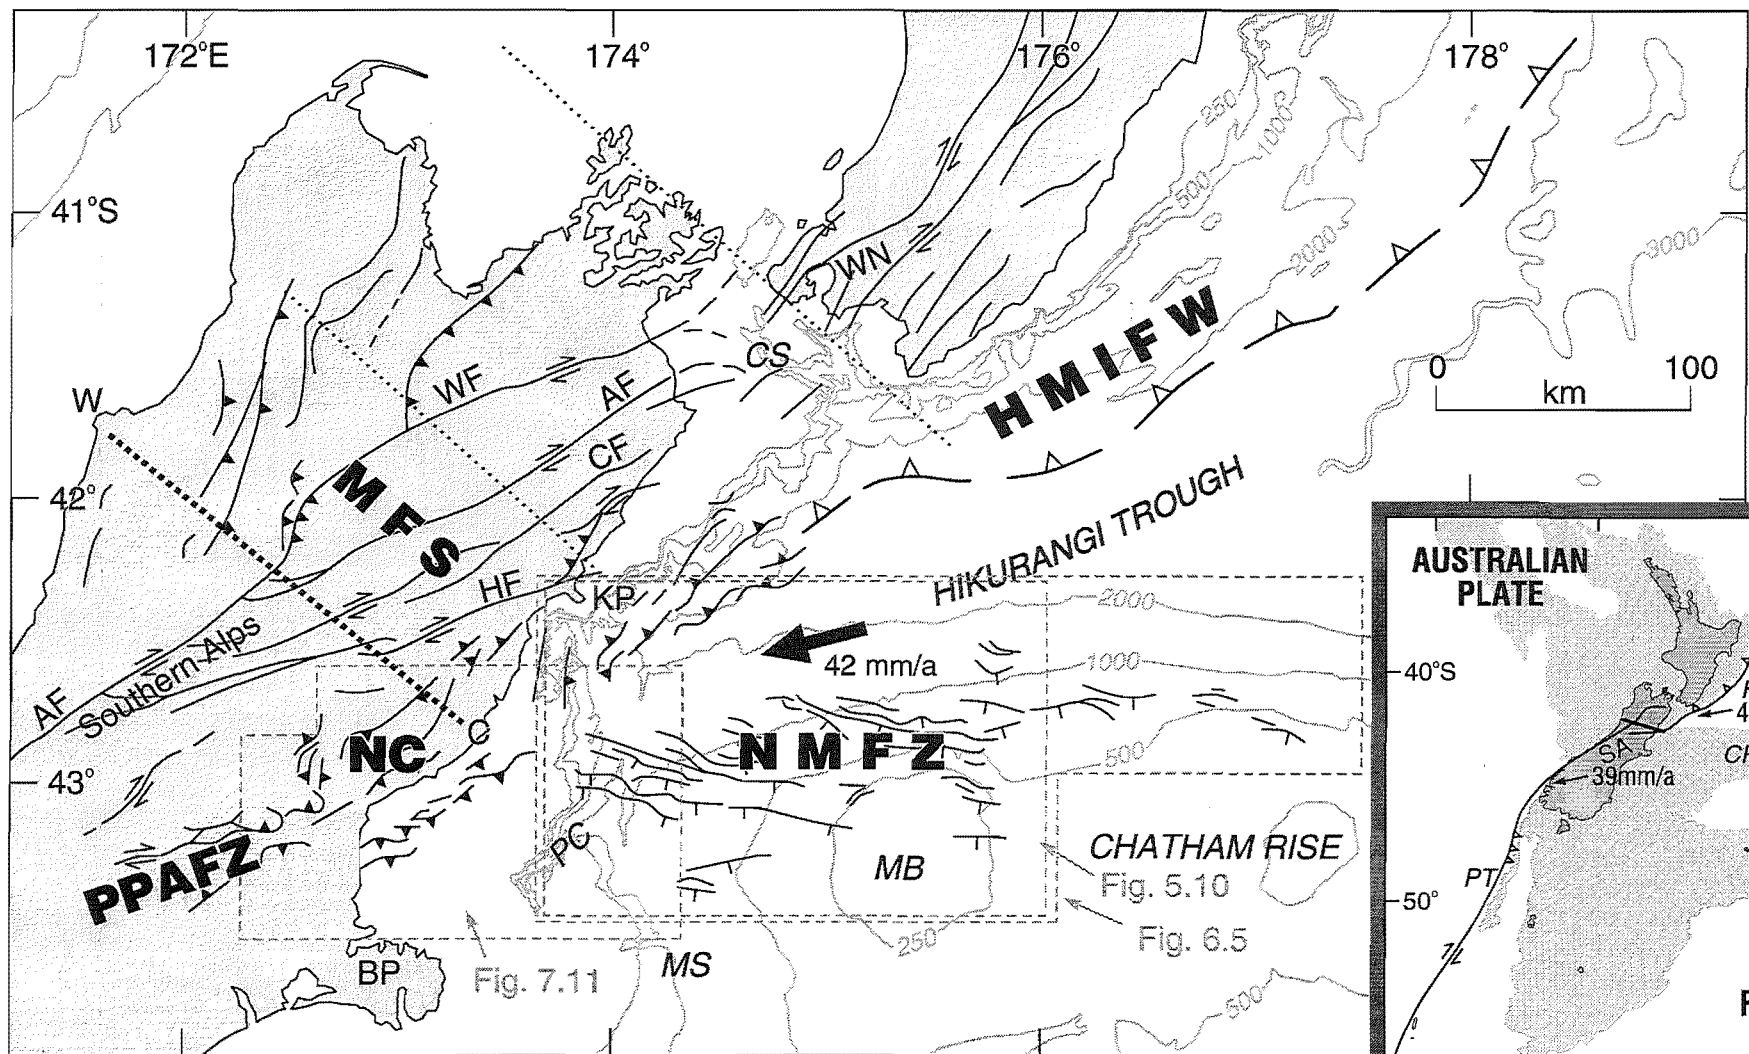 172°E
174°
176°
178°
250
1000
500
41°S
WN
2000
3000
CS
HMIFW
0
100
km
W
WF
AF
CF
42°
MFS
HIKURANGI TROUGH
AUSTRALIAN
PLATE
HF
KP
2000
42 mm/a
1000
40°S
Southern Alps
AF
C
NC
NMFZ
500
SA
39mm/a
43°
PPAFZ
PC
MB
CHATHAM RISE
Fig. 5.10
PT
50°
250
Fig. 6.5
BP
Fig. 7.11
MS
500